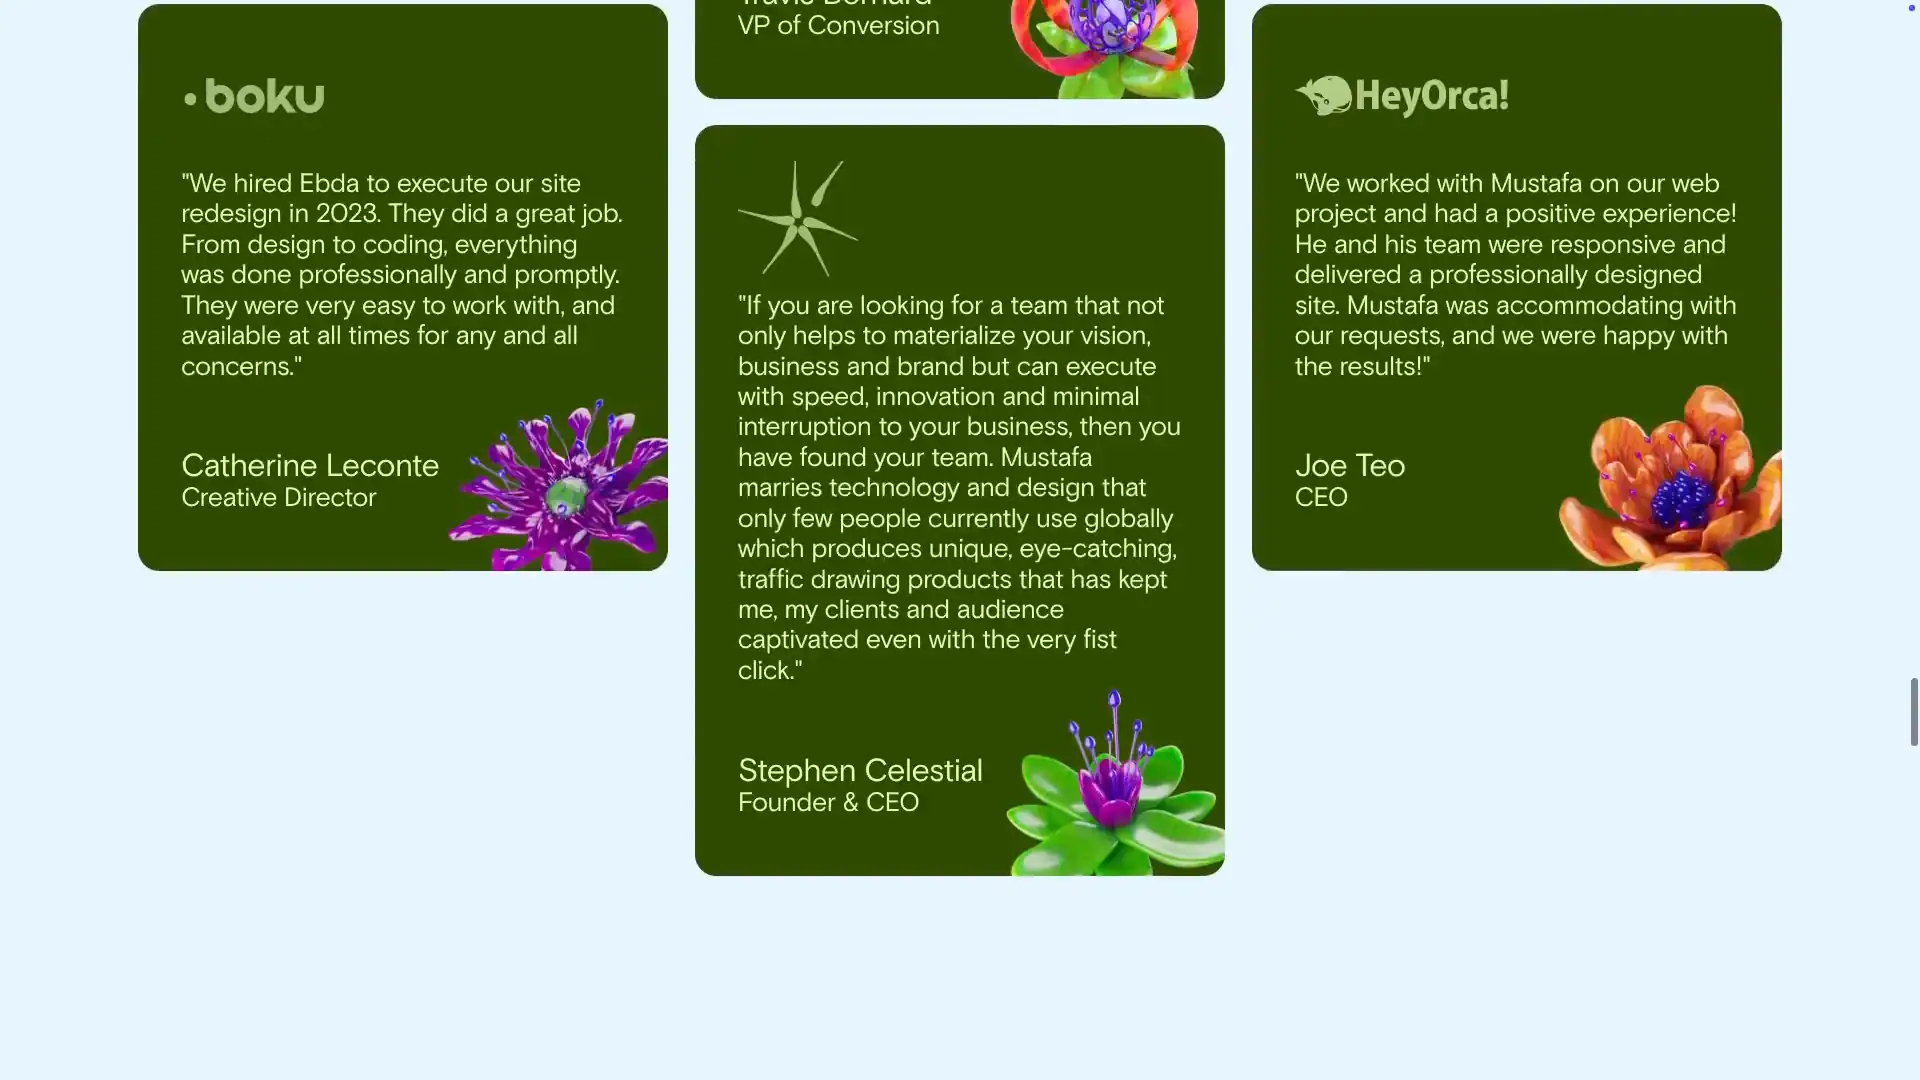 boku
"We hired Ebda to execute our site
redesign in 2023. They did a great job.
From design to coding, everything
was done professionally and promptly.
They were very easy to work with, and
available at all times for any and all
concerns."
Catherine Leconte
Creative Director
VP of Conversion
"If you are looking for a team that not
only helps to materialize your vision,
business and brand but can execute
with speed, innovation and minimal
interruption to your business, then you
have found your team. Mustafa
marries technology and design that
only few people currently use globally
which produces unique, eye-catching,
traffic drawing products that has kept
me, my clients and audience
captivated even with the very fist
click."
Stephen Celestial
Founder & CEO
HeyOrca!
"We worked with Mustafa on our web
project and had a positive experience!
He and his team were responsive and
delivered a professionally designed
site. Mustafa was accommodating with
our requests, and we were happy with
the results!"
Joe Teo
CEO